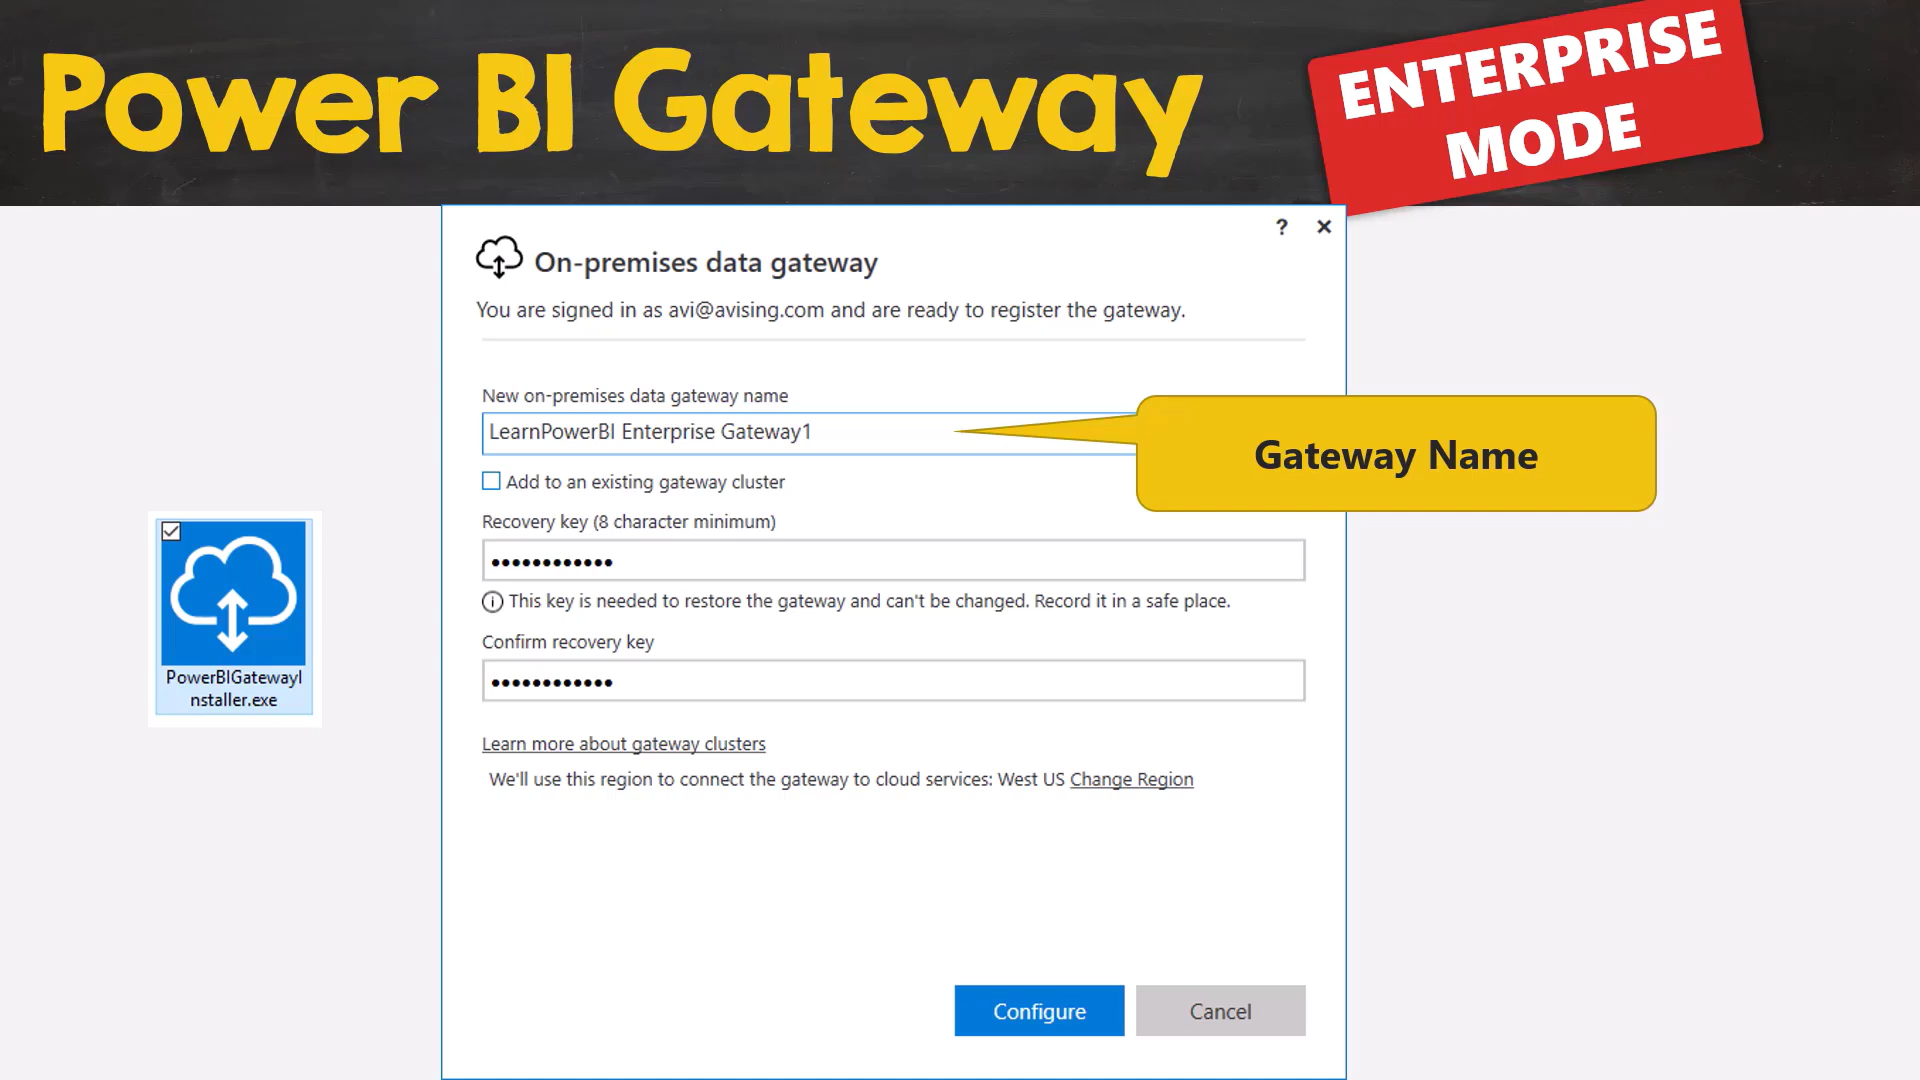 Power BI Gateway
ENTERPRISE
MODE
? ×
On-premises data gateway
You are signed in as avi@avising.com and are ready to register the gateway.
New on-premises data gateway name
LearnPowerBI Enterprise Gateway1
Gateway Name
Add to an existing gateway cluster
Recovery key (8 character minimum)
●●●●●●●●●●●●
This key is needed to restore the gateway and can't be changed. Record it in a safe place.
Confirm recovery key
●●●●●●●●●●●●
PowerBIGatewayI
nstaller.exe
Learn more about gateway clusters
We'll use this region to connect the gateway to cloud services: West US Change Region
Configure
Cancel